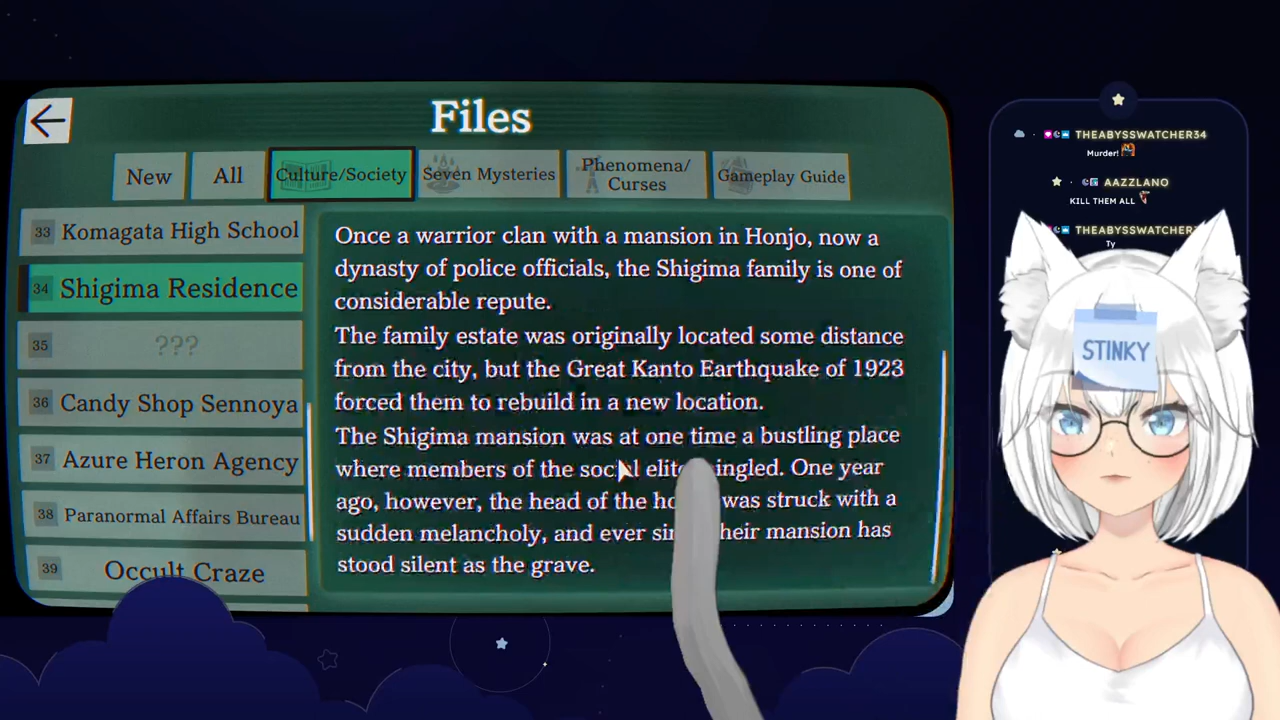 Files
New
All
Culture/Society
Seven Mysteries
Phenomena/
Curses
Gameplay Guide
33 Komagata High School
34 Shigima Residence
35 ???
36 Candy Shop Sennoya
37 Azure Heron Agency
38 Paranormal Affairs Bureau
39 Occult Craze
Once a warrior clan with a mansion in Honjo, now a
dynasty of police officials, the Shigima family is one of
considerable repute.
The family estate was originally located some distance
from the city, but the Great Kanto Earthquake of 1923
forced them to rebuild in a new location.
The Shigima mansion was at one time a bustling place
where members of the social elite mingled. One year
ago, however, the head of the was struck with a
sudden melancholy, and ever their mansion has
stood silent as the grave.
THEABYSSWATCHER34
Murder!
AAZZLANO
KILL THEM ALL
Ty
STINKY